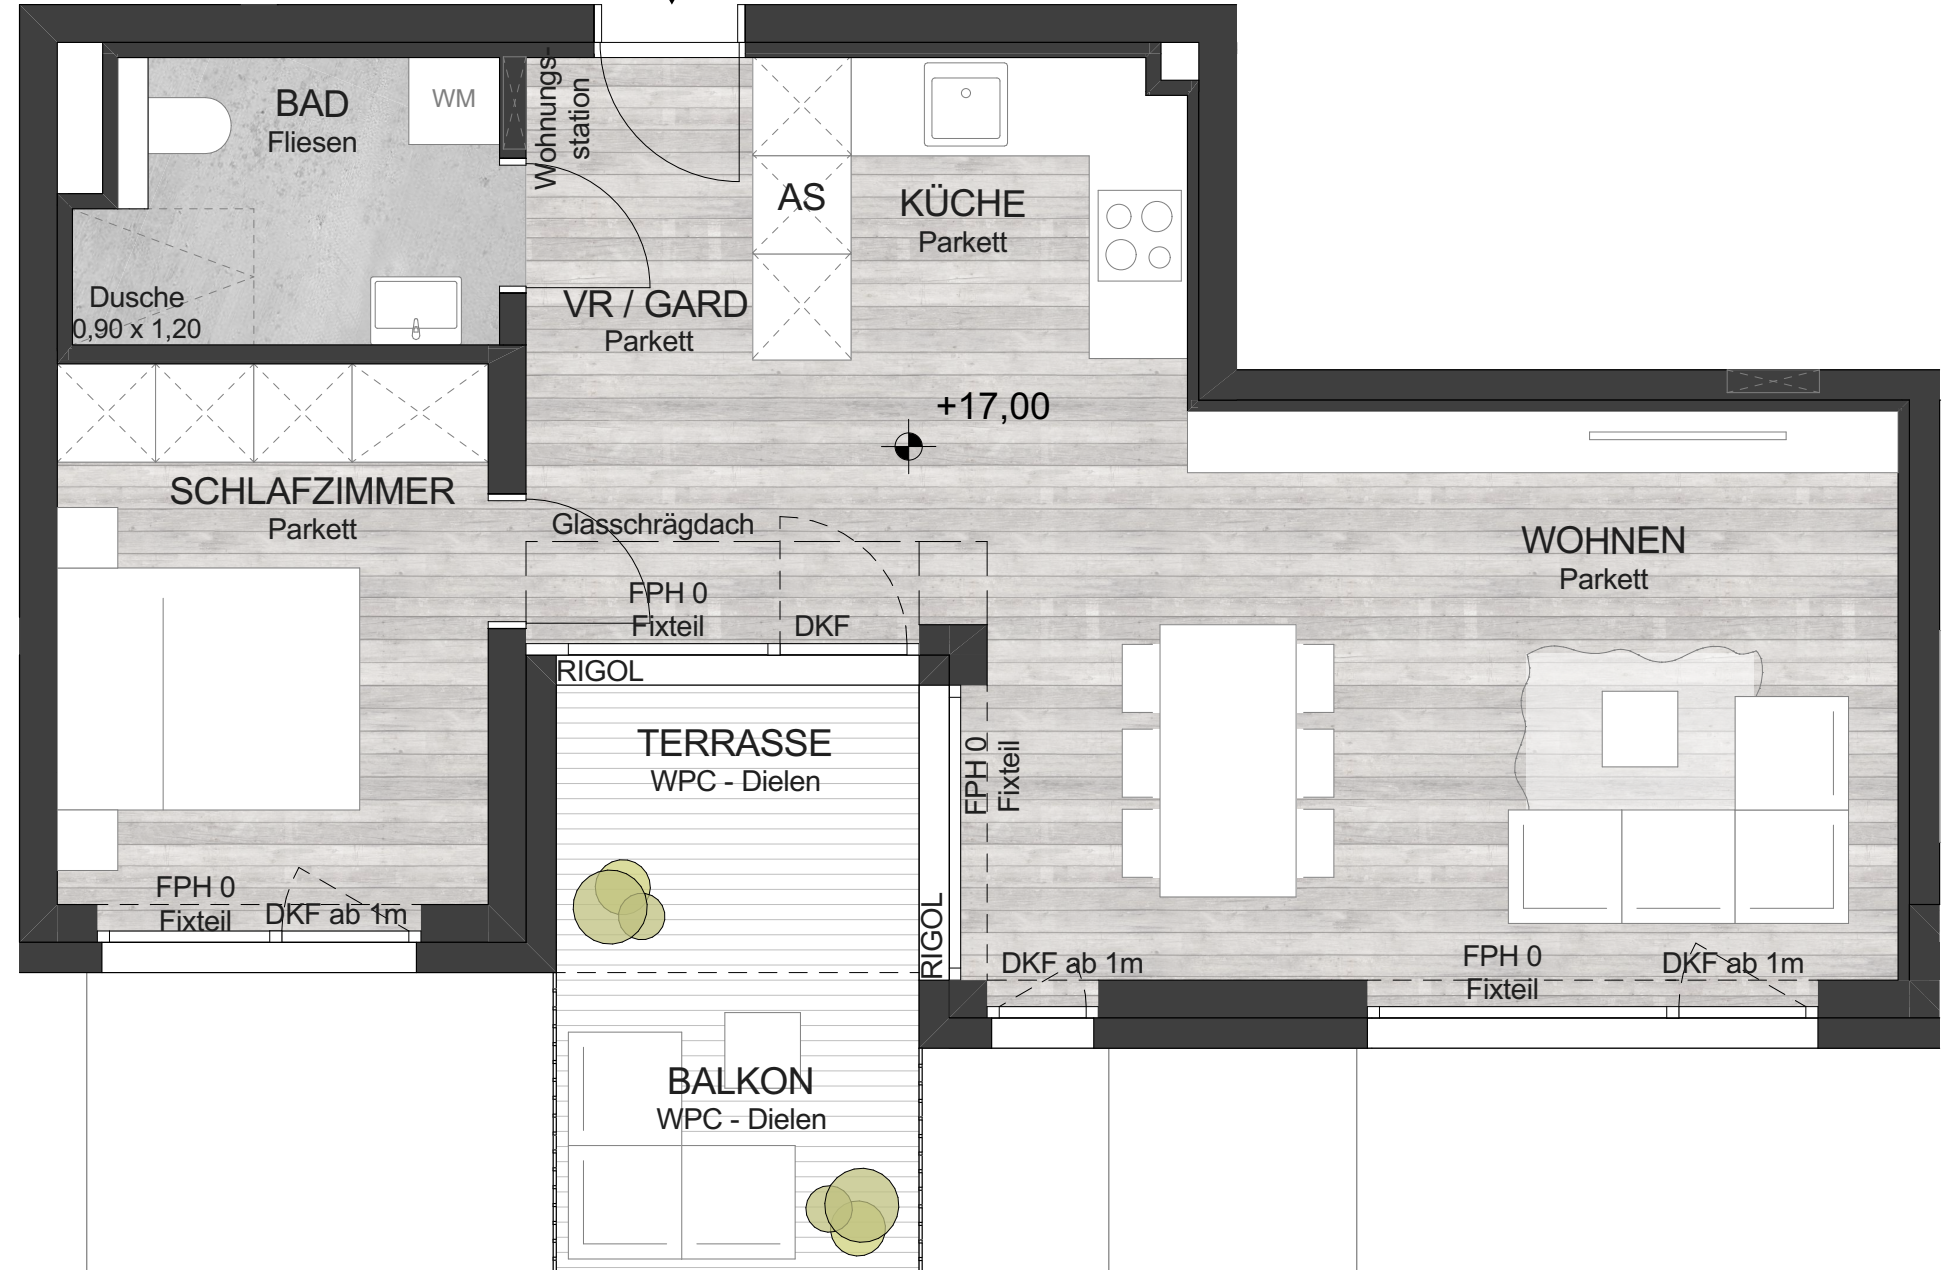 BAD
Fliesen
WM
Wohnungs-
station
AS
KÜCHE
Parkett
Dusche
0,90 x 1,20
VR / GARD
Parkett
+17,00
SCHLAFZIMMER
Parkett
Glasschrägdach
FPH 0
Fixteil
DKF
WOHNEN
Parkett
RIGOL
TERRASSE
WPC - Dielen
FPH 0
Fixteil
RIGOL
FPH 0
Fixteil
DKF ab 1m
DKF ab 1m
FPH 0
Fixteil
DKF ab 1m
BALKON
WPC - Dielen